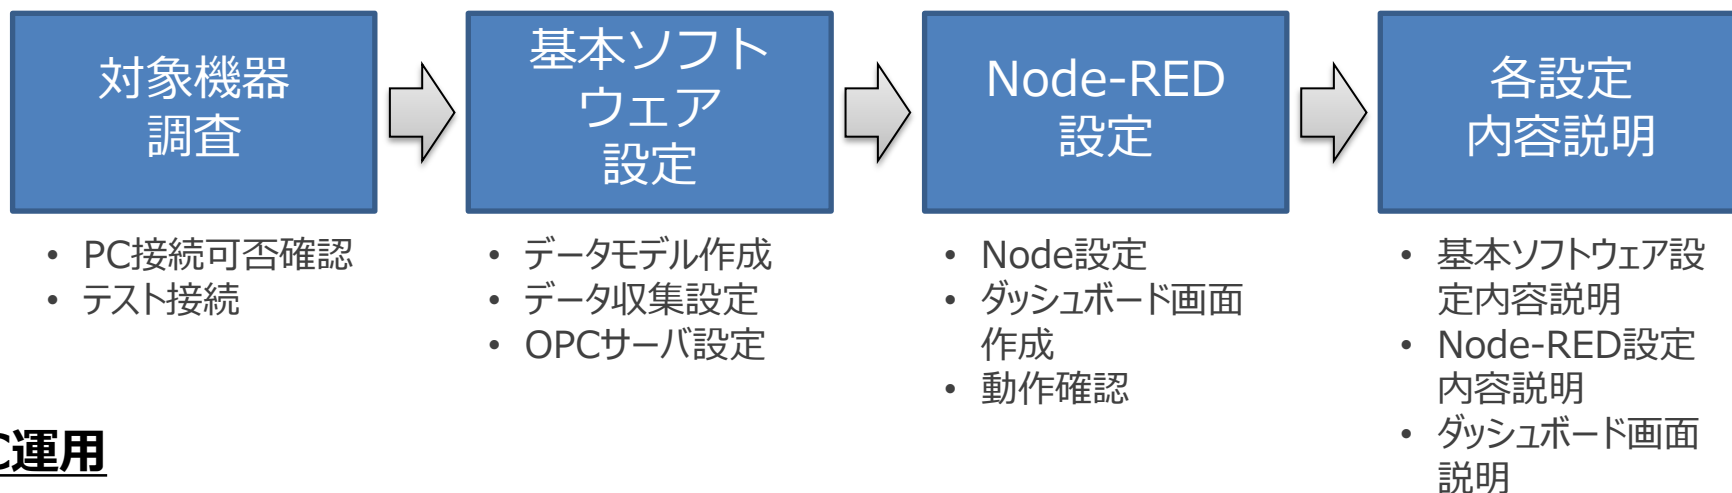 対象機器
調査
基本ソフト
ウェア
設定
Node-RED
設定
各設定
内容説明
• PC接続可否確認
• テスト接続
• データモデル作成
• データ収集設定
• OPCサーバ設定
• Node設定
• ダッシュボード画面
作成
• 動作確認
• 基本ソフトウェア設
定内容説明
• Node-RED設定
内容説明
• ダッシュボード画面
説明
C運用